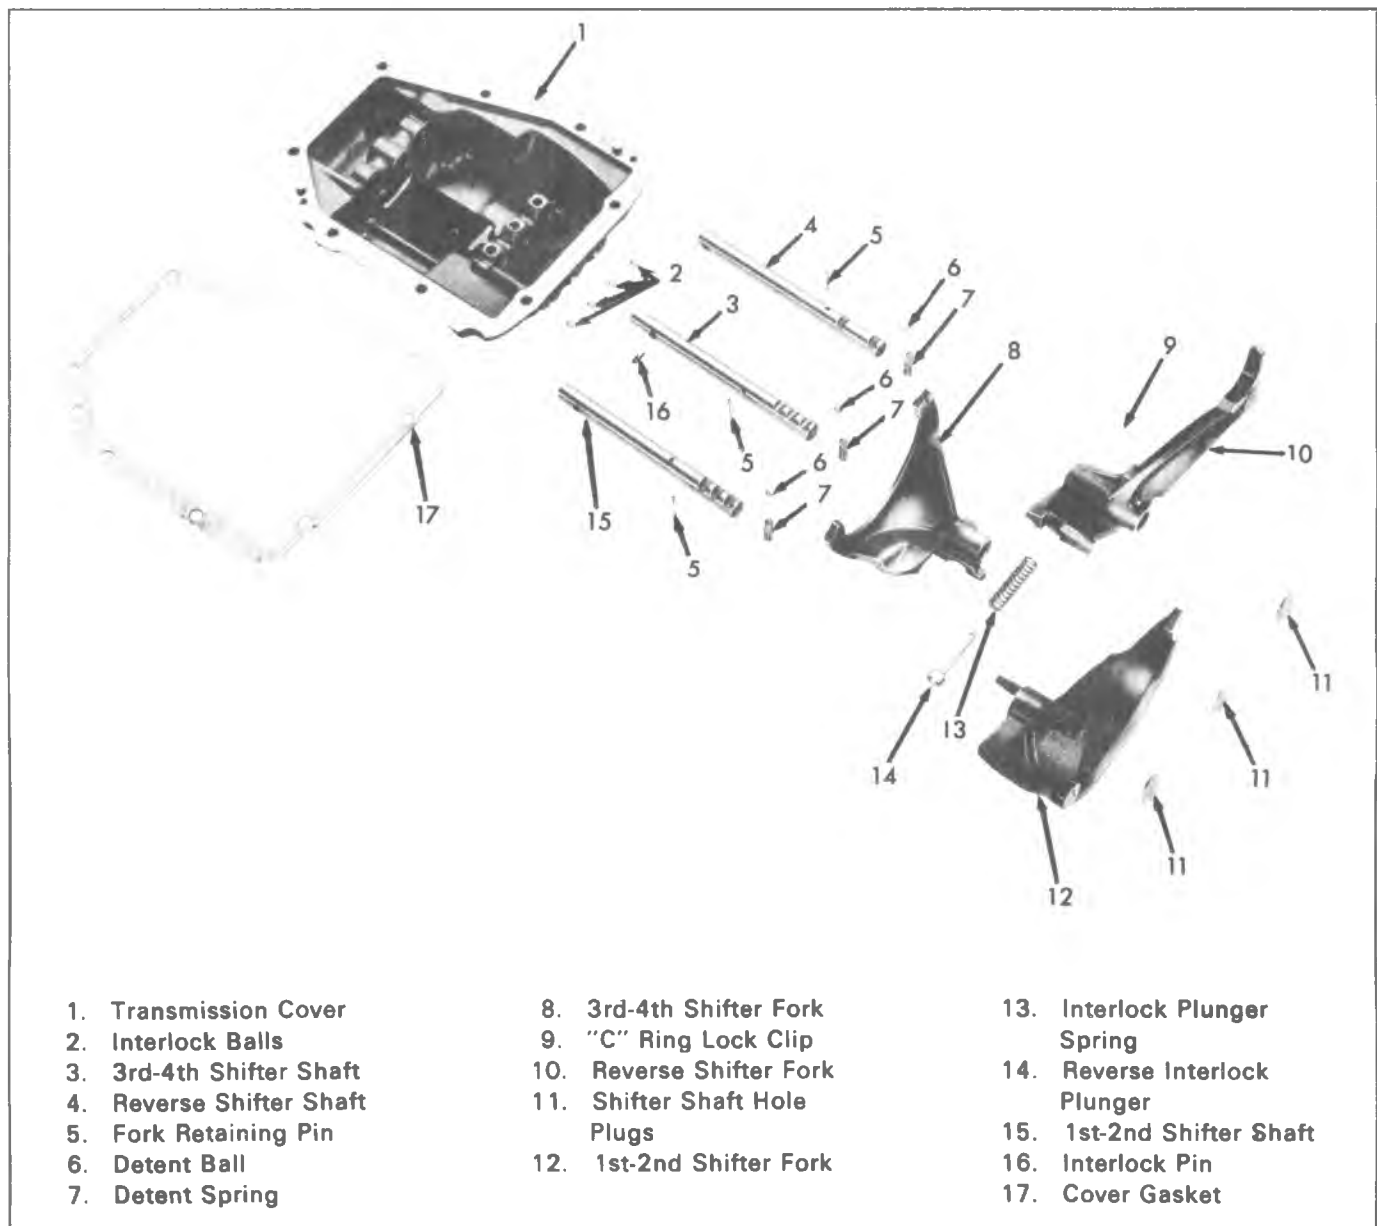 1
2
4
5
6
7
3
8
9
6
7
10
16
5
6
7
15
17
5
13
14
11
11
11
12
1. Transmission Cover
2. Interlock Balls
3. 3rd-4th Shifter Shaft
4. Reverse Shifter Shaft
5. Fork Retaining Pin
6. Detent Ball
7. Detent Spring
8. 3rd-4th Shifter Fork
9. "C" Ring Lock Clip
10. Reverse Shifter Fork
11. Shifter Shaft Hole
Plugs
12. 1st-2nd Shifter Fork
13. Interlock Plunger
Spring
14. Reverse Interlock
Plunger
15. 1st-2nd Shifter Shaft
16. Interlock Pin
17. Cover Gasket